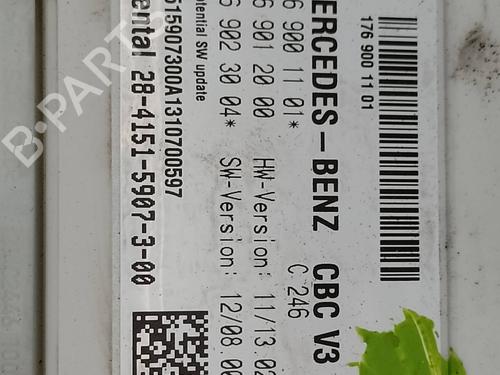 176 900 11 01
MERCEDES-BENZ CBC V3
C 246
6 900 11 01*
6 901 20 00 HW-Version: 11/13.02
6 902 30 04* SW-Version: 12/08.00
otential SW update
515907300A1310700597
ental 28-4151-5907-3-00
B-PARTS